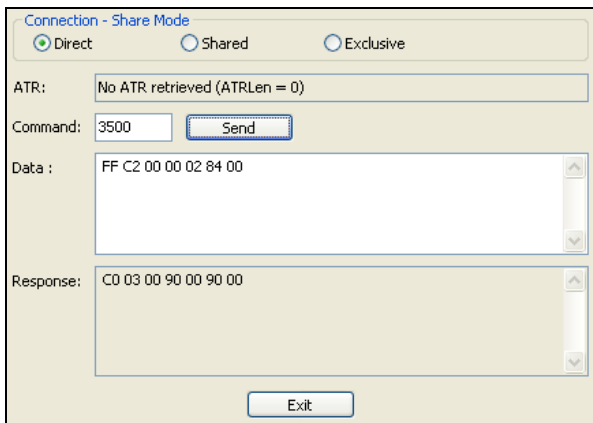 Connection - Share Mode
Direct Shared Exclusive
ATR: No ATR retrieved (ATRLen = 0)
Command: 3500 Send
Data : FF C2 00 00 02 84 00
Response: C0 03 00 90 00 90 00
Exit